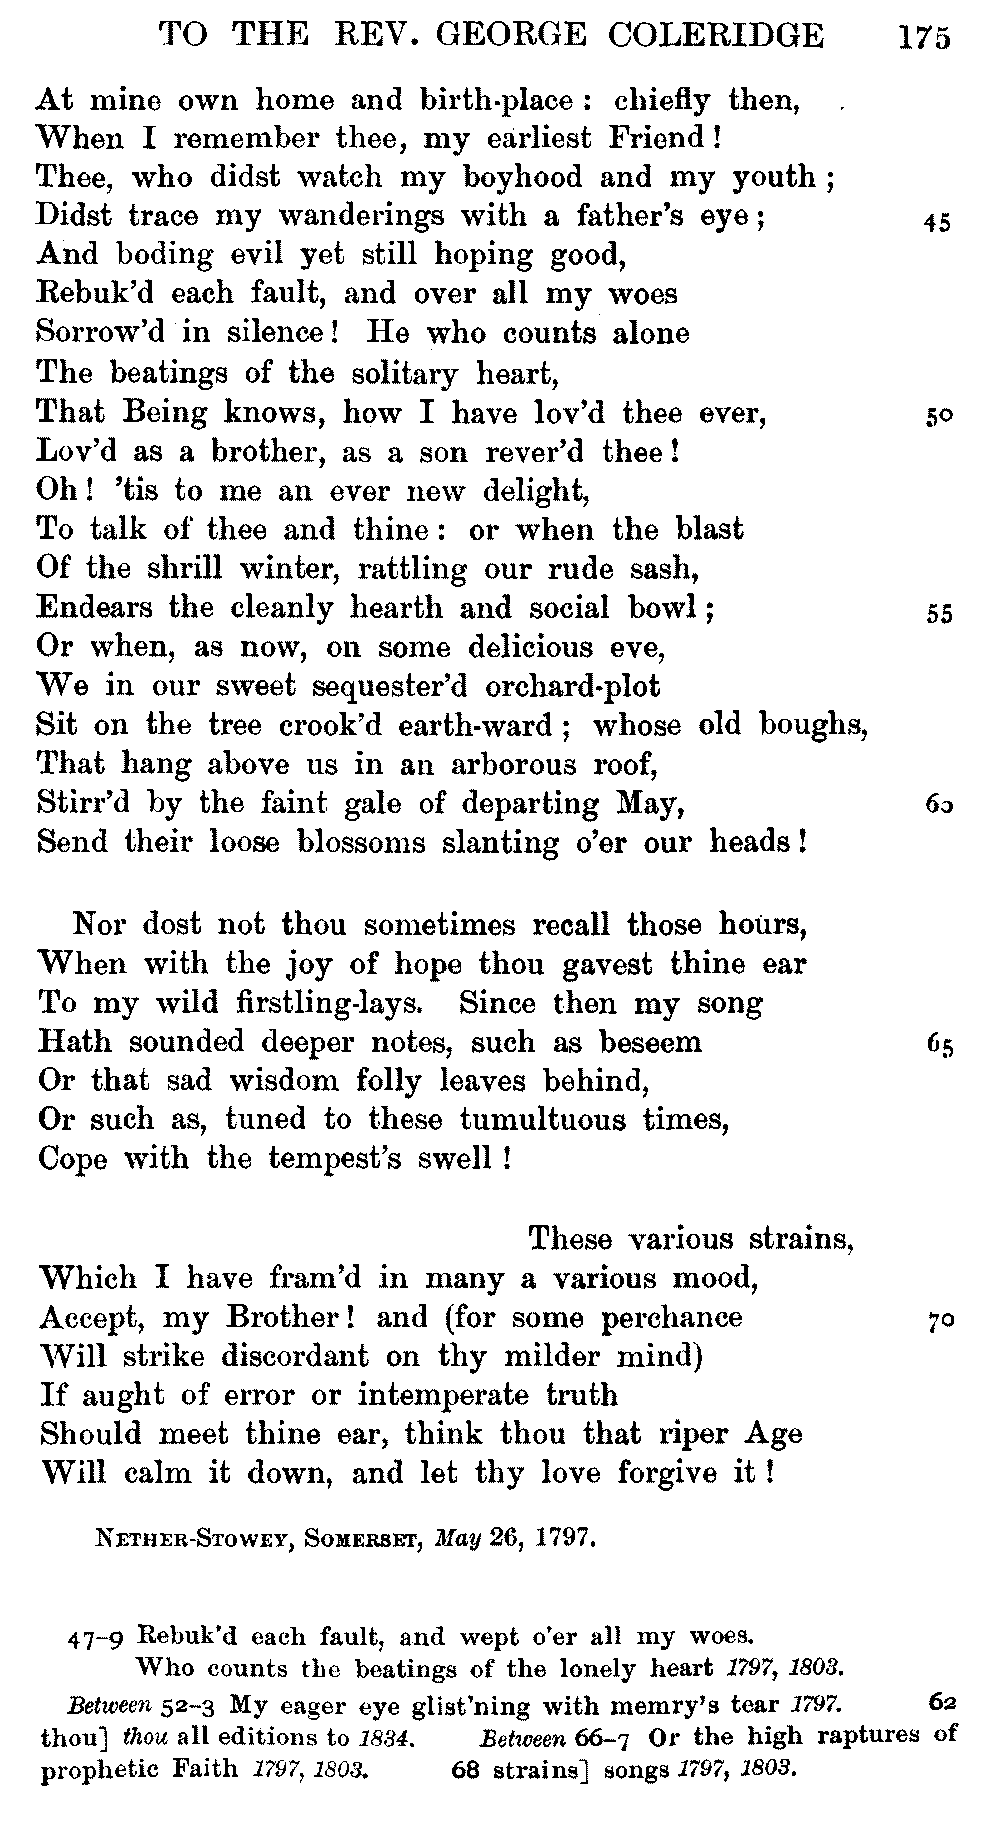 TO THE REV. GEORGE COLERIDGE 175
At mine own home and birth-place : chiefly then,
When I remember thee, my earliest Friend !
Thee, who didst watch my boyhood and my youth ;
Didst trace my wanderings with a father's eye ; 45
And boding evil yet still hoping good,
Rebuk'd each fault, and over all my woes
Sorrow'd in silence ! He who counts alone
The beatings of the solitary heart,
That Being knows, how I have lov'd thee ever, 50
Lov'd as a brother, as a son rever'd thee !
Oh ! 'tis to me an ever new delight,
To talk of thee and thine : or when the blast
Of the shrill winter, rattling our rude sash,
Endears the cleanly hearth and social bowl ; 55
Or when, as now, on some delicious eve,
We in our sweet sequester'd orchard-plot
Sit on the tree crook'd earth-ward ; whose old boughs,
That hang above us in an arborous roof,
Stirr'd by the faint gale of departing May, 60
Send their loose blossoms slanting o'er our heads !
Nor dost not thou sometimes recall those hours,
When with the joy of hope thou gavest thine ear
To my wild firstling-lays. Since then my song
Hath sounded deeper notes, such as beseem 65
Or that sad wisdom folly leaves behind,
Or such as, tuned to these tumultuous times,
Cope with the tempest's swell !
These various strains,
Which I have fram'd in many a various mood,
Accept, my Brother ! and (for some perchance 70
Will strike discordant on thy milder mind)
If aught of error or intemperate truth
Should meet thine ear, think thou that riper Age
Will calm it down, and let thy love forgive it !
NETHER-STOWEY, SOMERSET, May 26, 1797.
47-9 Rebuk'd each fault, and wept o'er all my woes.
Who counts the beatings of the lonely heart 1797, 1803.
Between 52-3 My eager eye glist'ning with memry's tear 1797. 62
thou] thou all editions to 1834. Between 66-7 Or the high raptures of
prophetic Faith 1797, 1803. 68 strains] songs 1797, 1803.